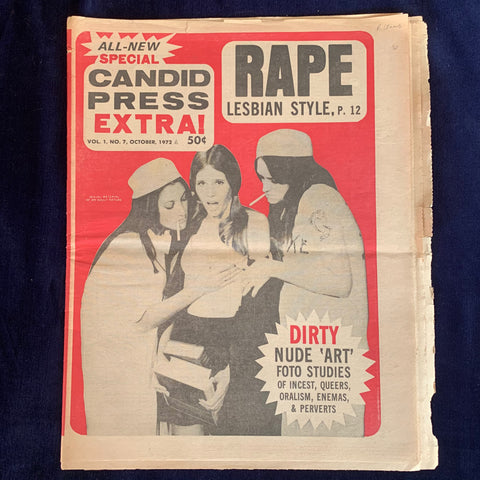 ALL-NEW
SPECIAL
CANDID
PRESS
EXTRA!
VOL. 1, NO. 7, OCTOBER, 1972
50¢
RAPE
LESBIAN STYLE, P. 12
DIRTY
NUDE 'ART'
FOTO STUDIES
OF INCEST, QUEERS,
ORALISM, ENEMAS,
& PERVERTS